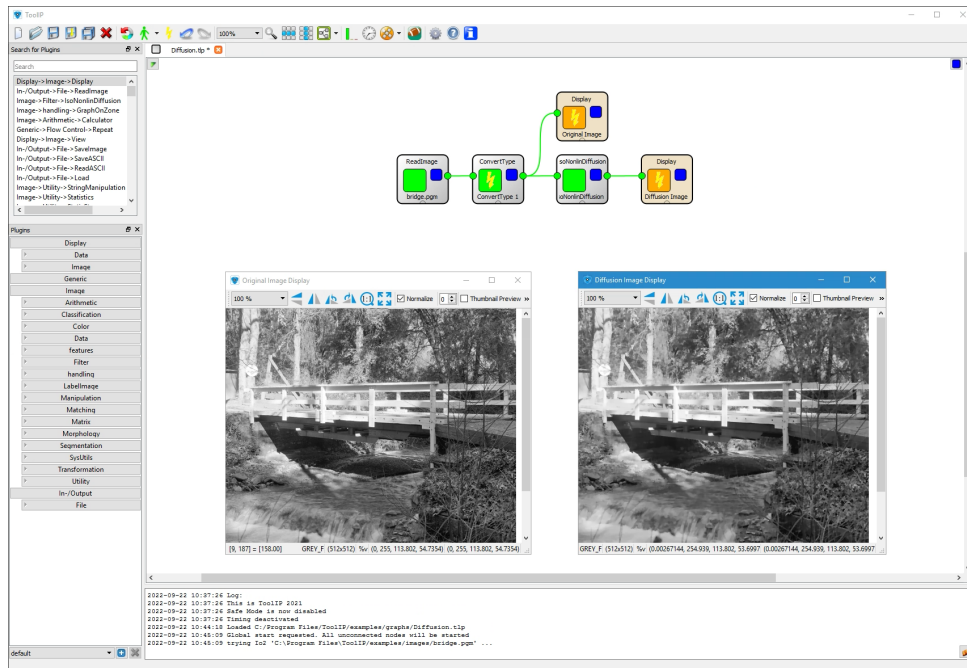 ToolIP
100%
Search for Plugins
Diffusion.tlp *
Search
Display->Image->Display
In-/Output->File->ReadImage
Image->Filter->IsoNonlinDiffusion
Image->handling->GraphOnZone
Image->Arithmetic->Calculator
Generic->Flow Control->Repeat
Display->Image->View
In-/Output->File->SaveImage
In-/Output->File->SaveASCII
In-/Output->File->ReadASCII
In-/Output->File->Load
Image->Utility->StringManipulation
Image->Utility->Statistics
Display
Original Image
ReadImage
bridge.pgm
ConvertType
ConvertType 1
soNonlinDiffusion
oNonlinDiffusion
Display
Diffusion Image
Plugins
Display
Data
Image
Generic
Image
Arithmetic
Classification
Color
Data
features
Filter
handling
LabelImage
Manipulation
Matching
Matrix
Morphology
Segmentation
SysUtils
Transformation
Utility
In-/Output
File
Original Image Display
100 %
1:1
Normalize
0
Thumbnail Preview
[9, 187] = [158.00] GREY_F: (512x512) %v: (0, 255, 113.802, 54.7354) (0, 255, 113.802, 54.7354)
Diffusion Image Display
100 %
1:1
Normalize
0
Thumbnail Preview
GREY_F: (512x512) %v: (0.00267144, 254.939, 113.802, 53.6997 (0.00267144, 254.939, 113.802, 53.6997
2022-09-22 10:37:26 Log:
2022-09-22 10:37:26 This is ToolIP 2021
2022-09-22 10:37:26 Safe Mode is now disabled
2022-09-22 10:37:26 Timing deactivated
2022-09-22 10:44:18 Loaded C:/Program Files/ToolIP/examples/graphs/Diffusion.tlp
2022-09-22 10:45:09 Global start requested. All unconnected nodes will be started
2022-09-22 10:45:09 trying Io2 'C:\Program Files\ToolIP\examples\images\bridge.pgm' ...
default